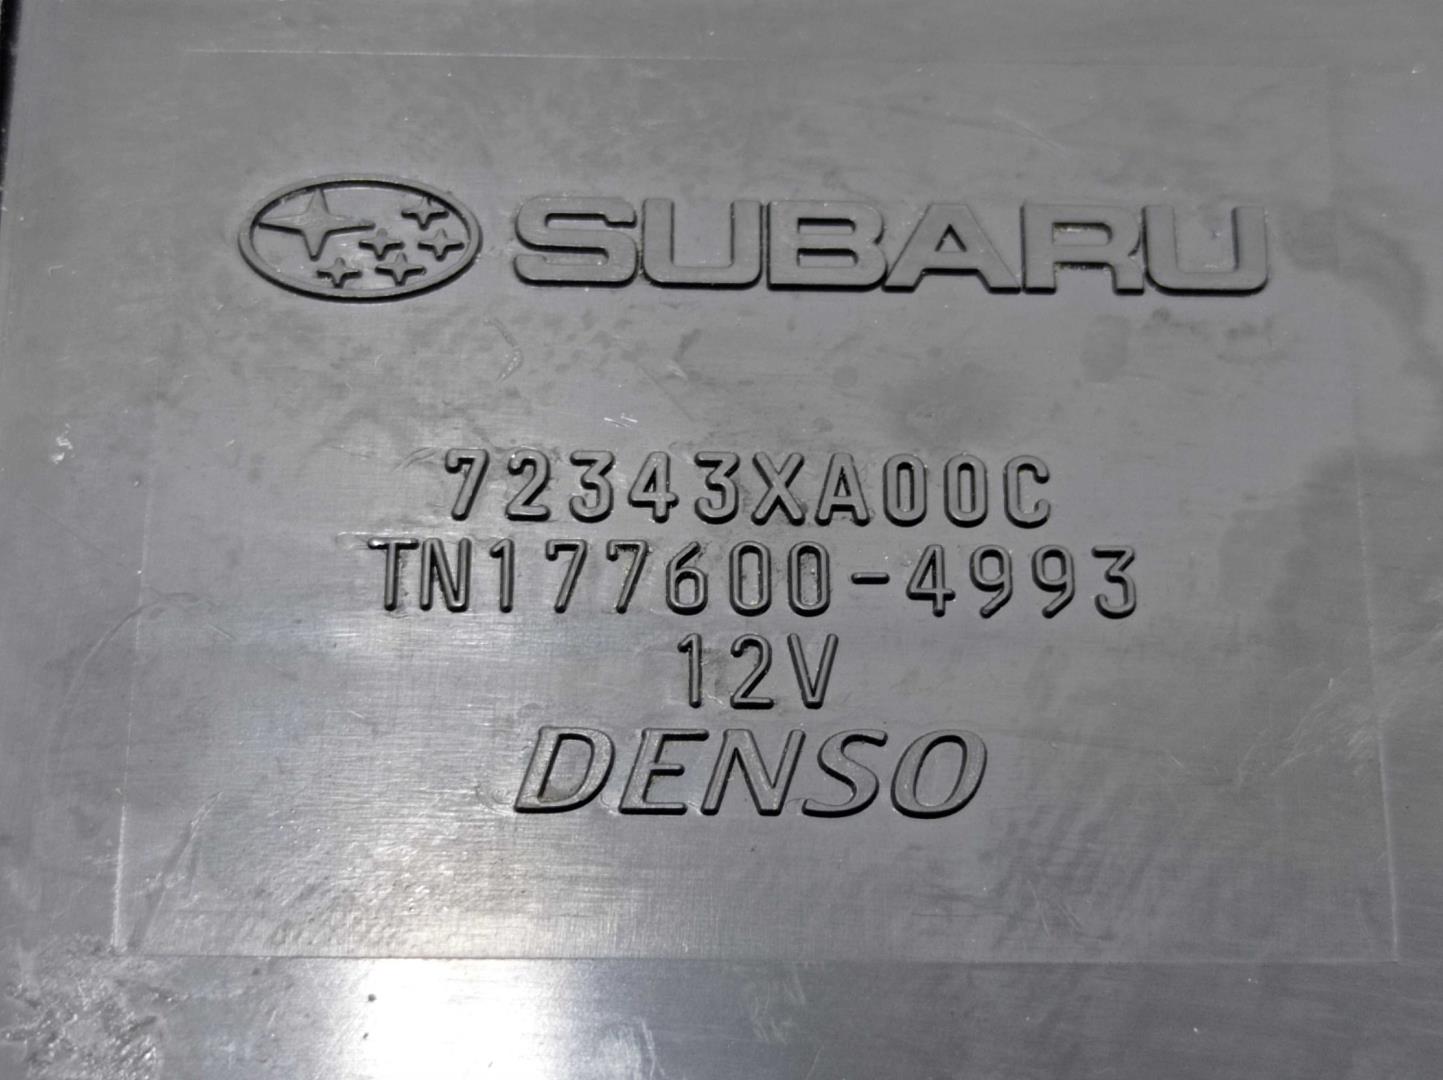 SUBARU
72343XA00C
TN177600-4993
12V
DENSO